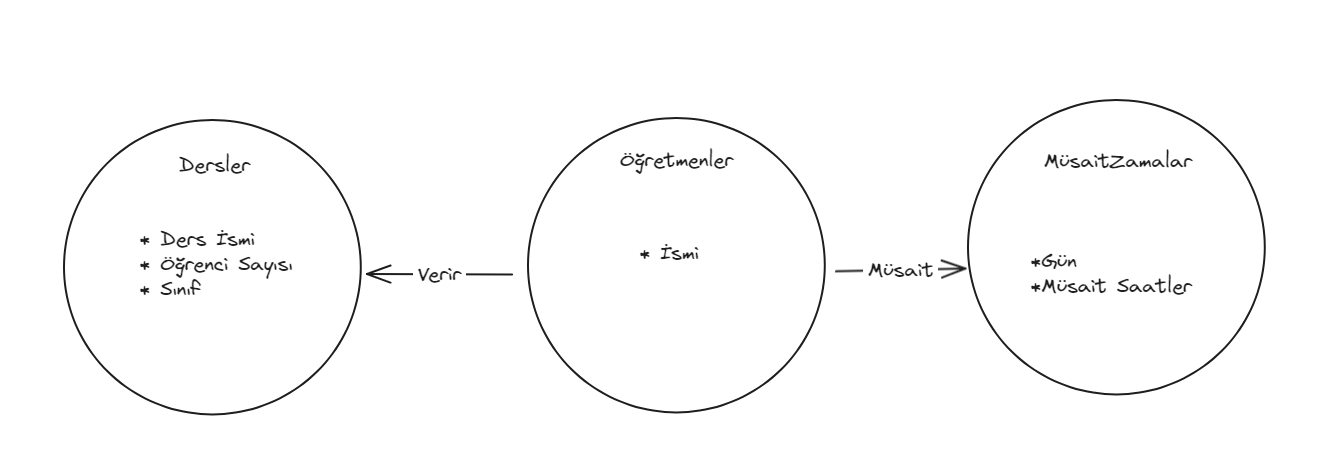 Dersler
* Ders İsmi
* Öğrenci Sayısı
* Sınıf
Verir
Öğretmenler
* İsmi
Müsait
MüsaitZamalar
*Gün
*Müsait Saatler